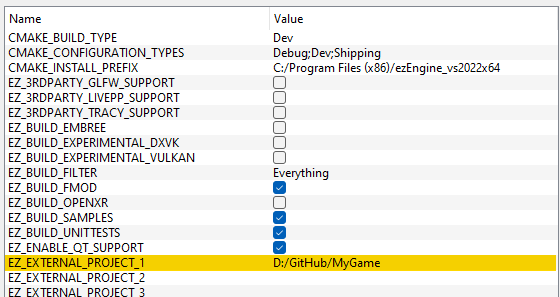 Name Value
CMAKE_BUILD_TYPE Dev
CMAKE_CONFIGURATION_TYPES Debug;Dev;Shipping
CMAKE_INSTALL_PREFIX C:/Program Files (x86)/ezEngine_vs2022x64
EZ_3RDPARTY_GLFW_SUPPORT
EZ_3RDPARTY_LIVEPP_SUPPORT
EZ_3RDPARTY_TRACY_SUPPORT
EZ_BUILD_EMBREE
EZ_BUILD_EXPERIMENTAL_DXVK
EZ_BUILD_EXPERIMENTAL_VULKAN
EZ_BUILD_FILTER Everything
EZ_BUILD_FMOD
EZ_BUILD_OPENXR
EZ_BUILD_SAMPLES
EZ_BUILD_UNITTESTS
EZ_ENABLE_QT_SUPPORT
EZ_EXTERNAL_PROJECT_1 D:/GitHub/MyGame
EZ_EXTERNAL_PROJECT_2
EZ_EXTERNAL_PROJECT_3